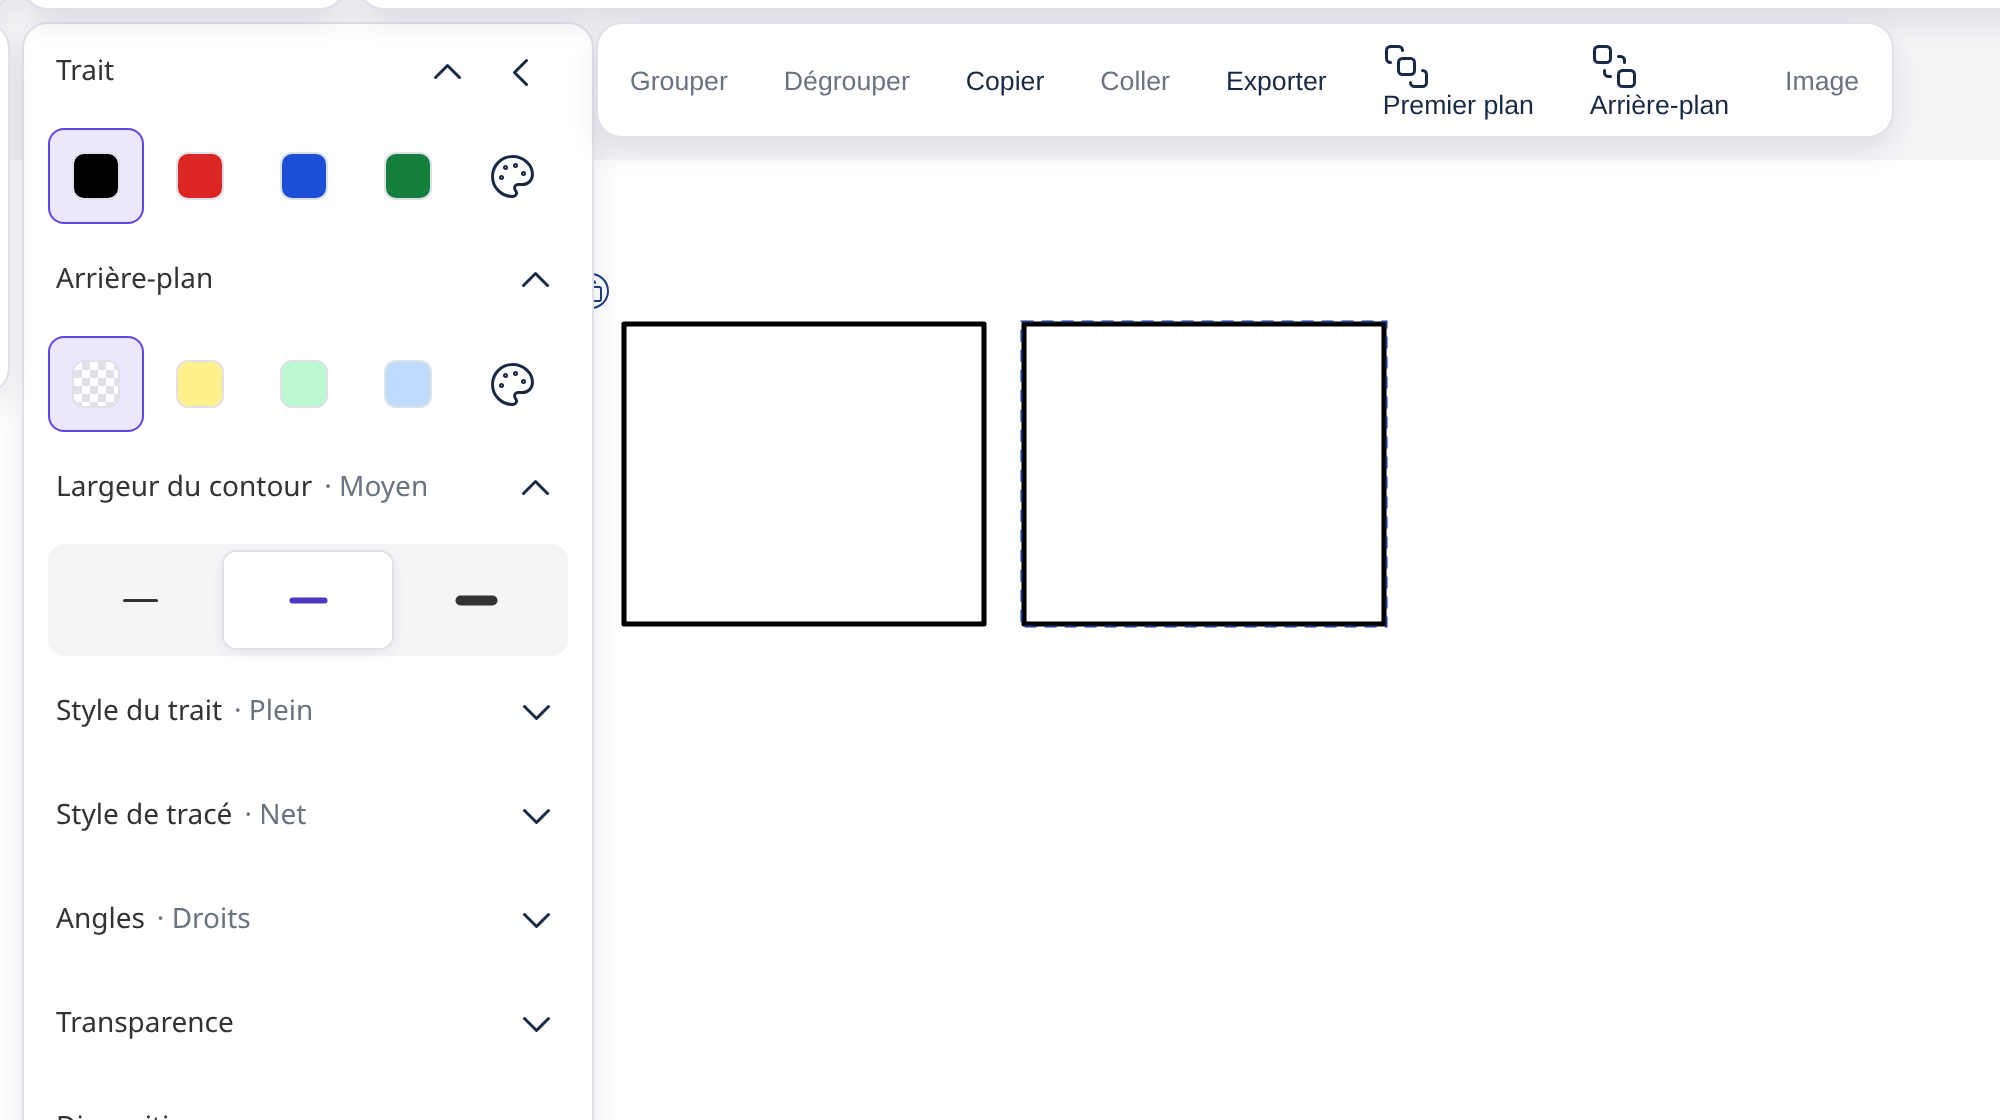 Trait
Grouper Dégrouper Copier Coller Exporter Premier plan Arrière-plan Image
Arrière-plan
Largeur du contour · Moyen
Style du trait · Plein
Style de tracé · Net
Angles · Droits
Transparence